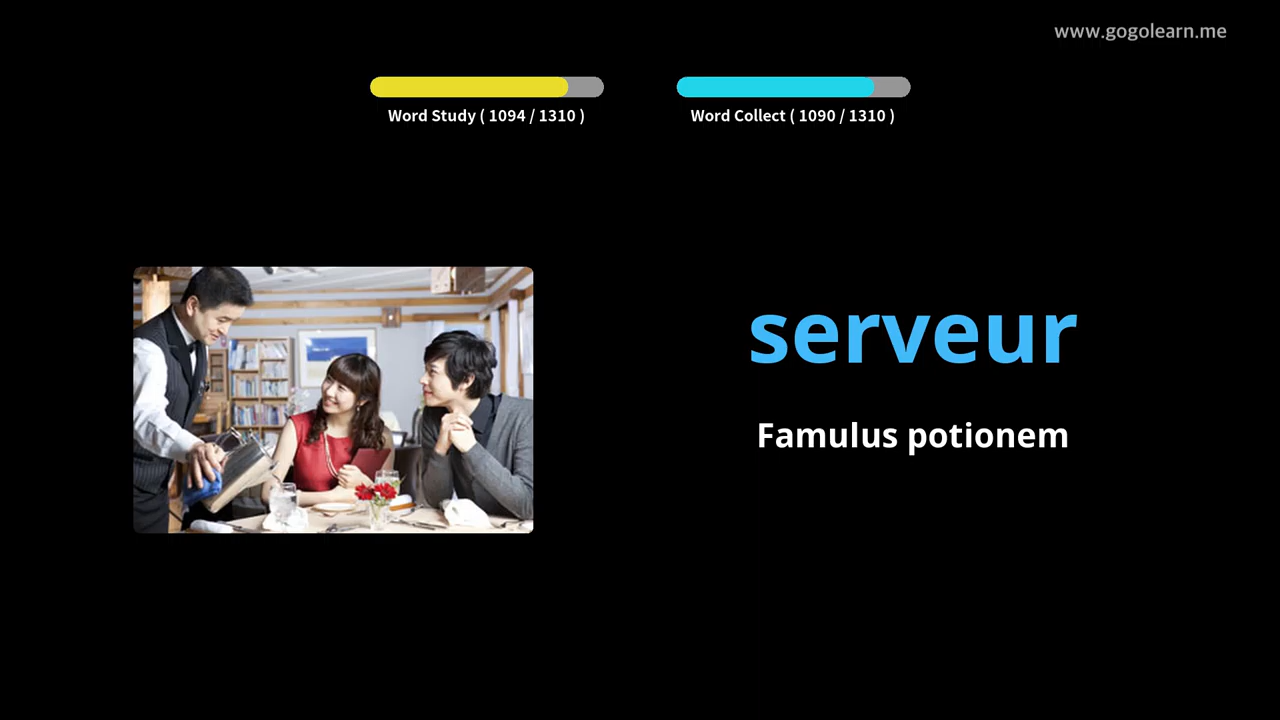 www.gogolearn.me
Word Study ( 1094 / 1310 )
Word Collect ( 1090 / 1310 )
serveur
Famulus potionem